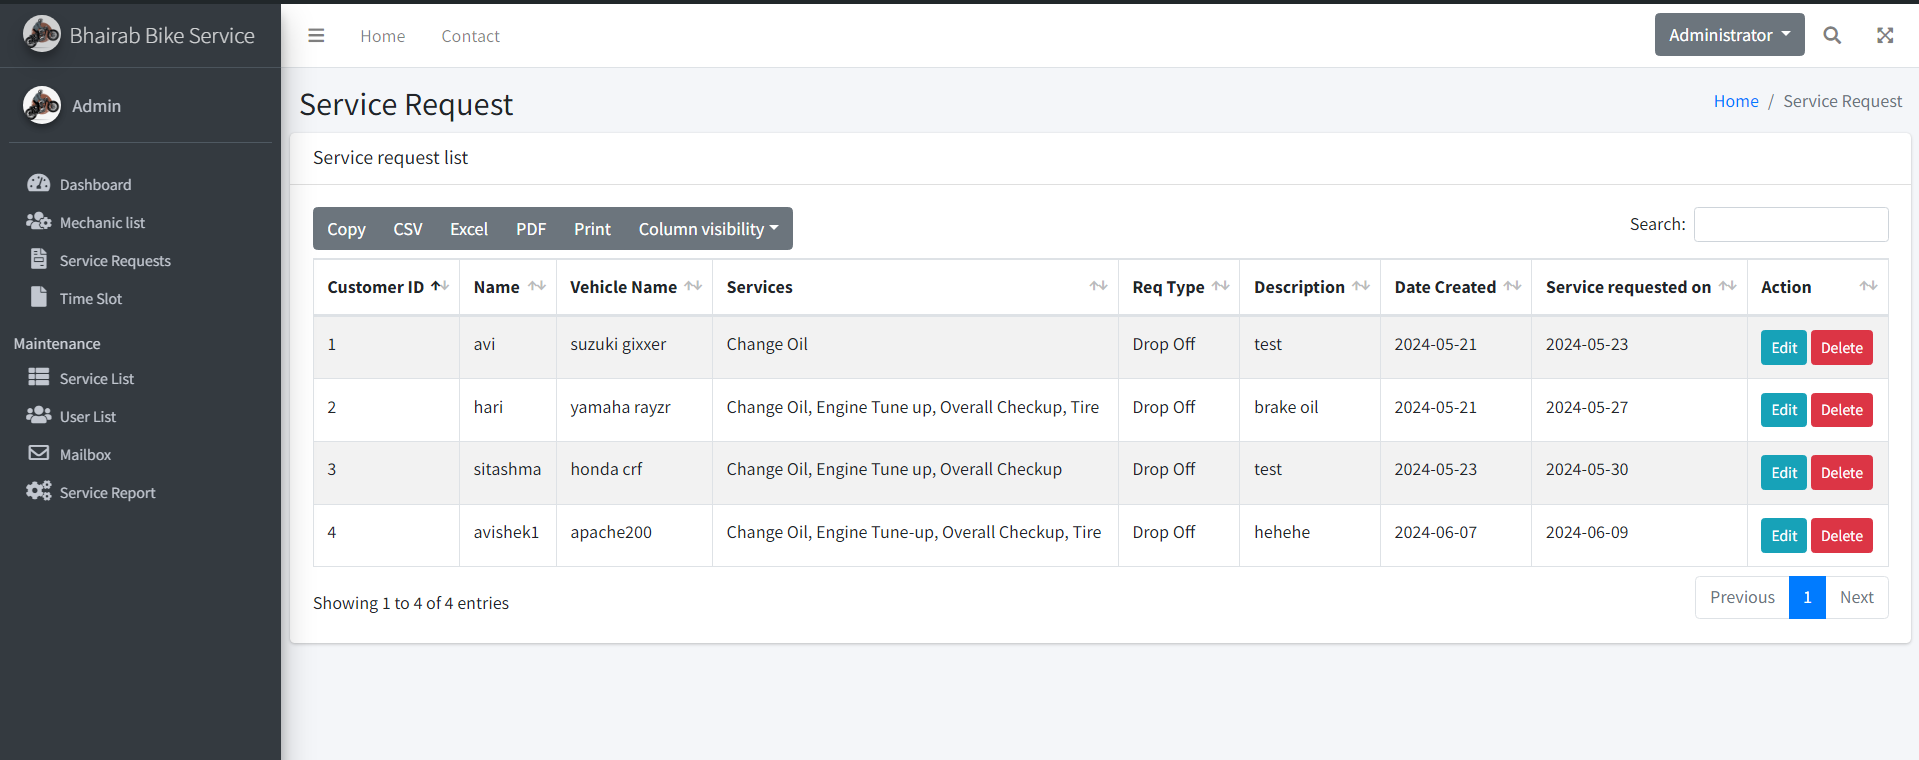 Bhairab Bike Service
Home Contact
Administrator
Admin
Dashboard
Mechanic list
Service Requests
Time Slot
Maintenance
Service List
User List
Mailbox
Service Report
Service Request
Home / Service Request
Service request list
Copy CSV Excel PDF Print Column visibility
Search:
Customer ID Name Vehicle Name Services Req Type Description Date Created Service requested on Action
1 avi suzuki gixxer Change Oil Drop Off test 2024-05-21 2024-05-23 Edit Delete
2 hari yamaha rayzr Change Oil, Engine Tune up, Overall Checkup, Tire Drop Off brake oil 2024-05-21 2024-05-27 Edit Delete
3 sitashma honda crf Change Oil, Engine Tune up, Overall Checkup Drop Off test 2024-05-23 2024-05-30 Edit Delete
4 avishek1 apache200 Change Oil, Engine Tune-up, Overall Checkup, Tire Drop Off hehehe 2024-06-07 2024-06-09 Edit Delete
Showing 1 to 4 of 4 entries
Previous 1 Next